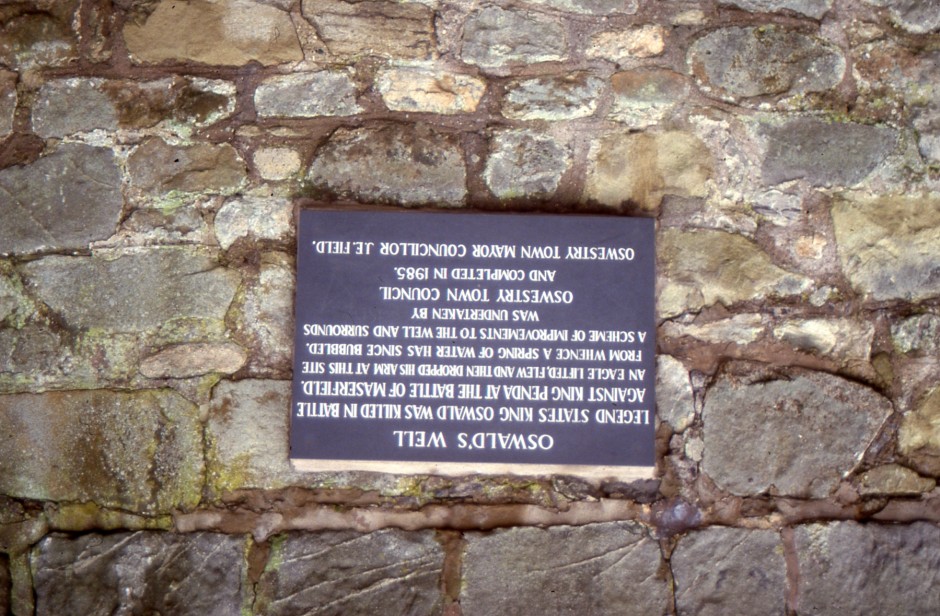 OSWALD'S WELL
LEGEND STATES KING OSWALD WAS KILLED IN BATTLE
AGAINST KING PENDA AT THE BATTLE OF MASERFIELD.
AN EAGLE LIFTED, FLEW AND THEN DROPPED HIS ARM AT THIS SITE
FROM WHENCE A SPRING OF WATER HAS SINCE BUBBLED.
A SCHEME OF IMPROVEMENTS TO THE WELL AND SURROUNDS
WAS UNDERTAKEN BY
OSWESTRY TOWN COUNCIL
AND COMPLETED IN 1985.
OSWESTRY TOWN MAYOR COUNCILLOR J.E. FIELD.